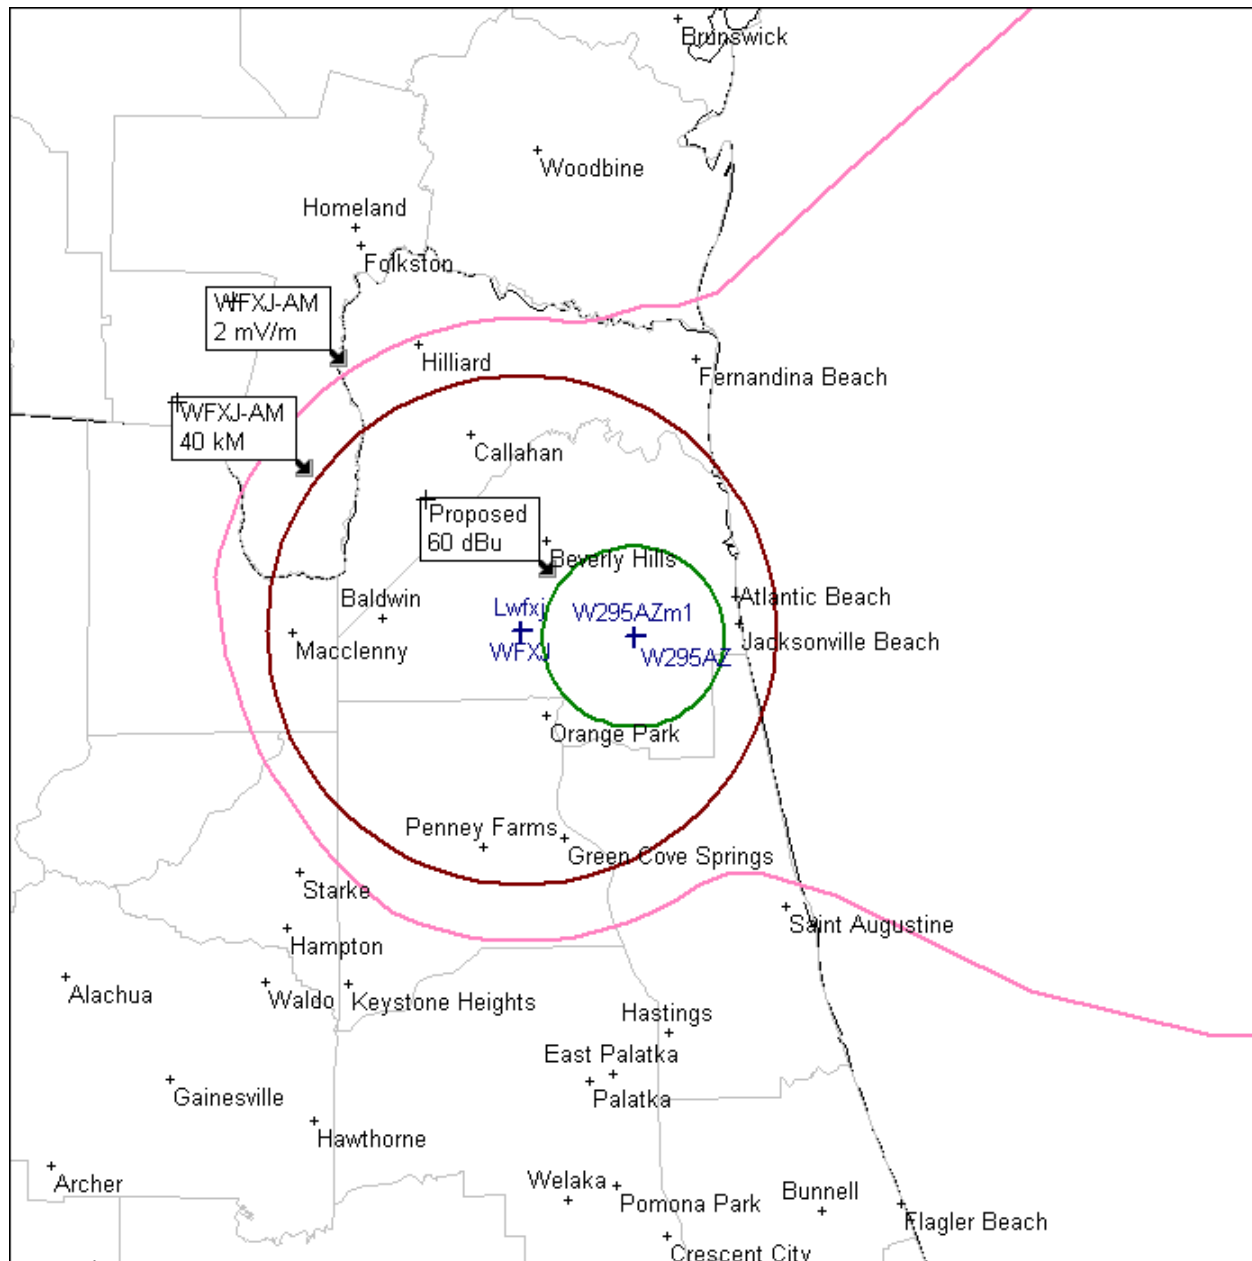 Brunswick
Woodbine
Homeland
Folkston
WFXJ-AM
2 mV/m
Hilliard
Fernandina Beach
WFXJ-AM
40 kM
Callahan
Proposed
60 dBu
Beverly Hills
Baldwin
Lwfxj
W295AZm1
Atlantic Beach
Macclenny
WFXJ
W295AZ
Jacksonville Beach
Orange Park
Penney Farms
Green Cove Springs
Starke
Saint Augustine
Hampton
Alachua
Waldo
Keystone Heights
Hastings
East Palatka
Gainesville
Palatka
Hawthorne
Archer
Welaka
Pomona Park
Bunnell
Flagler Beach
Crescent City